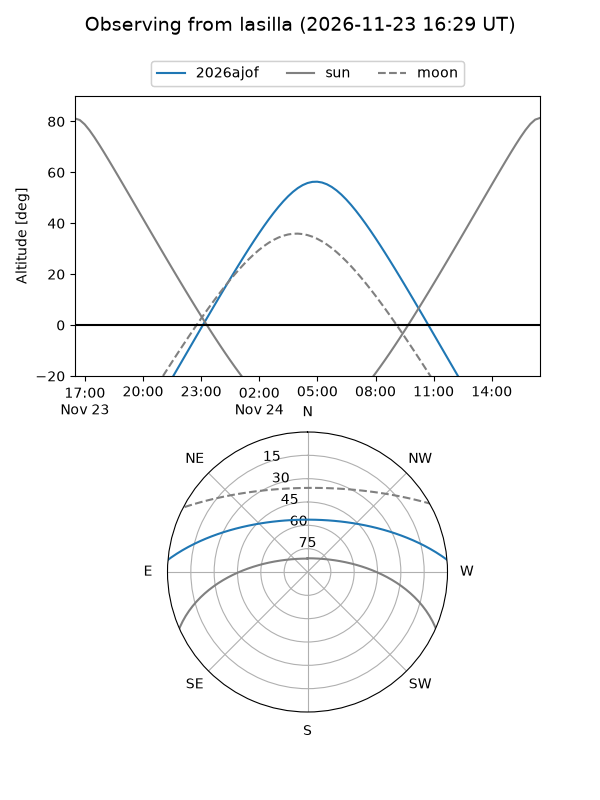 Observing from lasilla (2026-11-23 16:29 UT)
2026ajof sun moon
Altitude [deg]
80
60
40
20
0
−20
17:00 20:00 23:00 02:00 05:00 08:00 11:00 14:00
Nov 23 Nov 24
N
NE NW
15
30
45
60
75
E W
SE SW
S